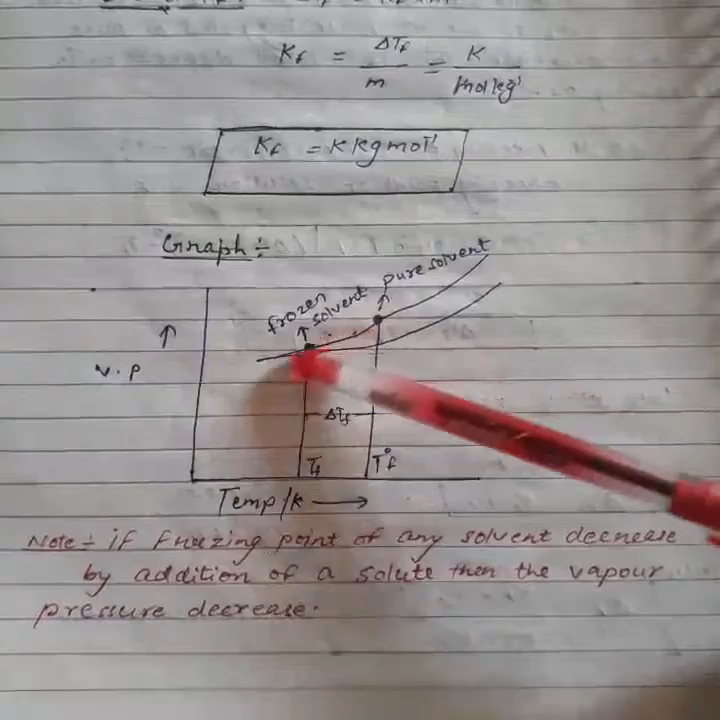 Kf = ΔTf / m = K / mol kg⁻¹
Kf = K kg mol⁻¹
Graph ÷
pure solvent
frozen
solvent
↑
V.P
ΔTf
Tf T°f
Temp/K →
Note ÷ if Freezing point of any solvent decrease
by addition of a solute then the vapour
pressure decrease.